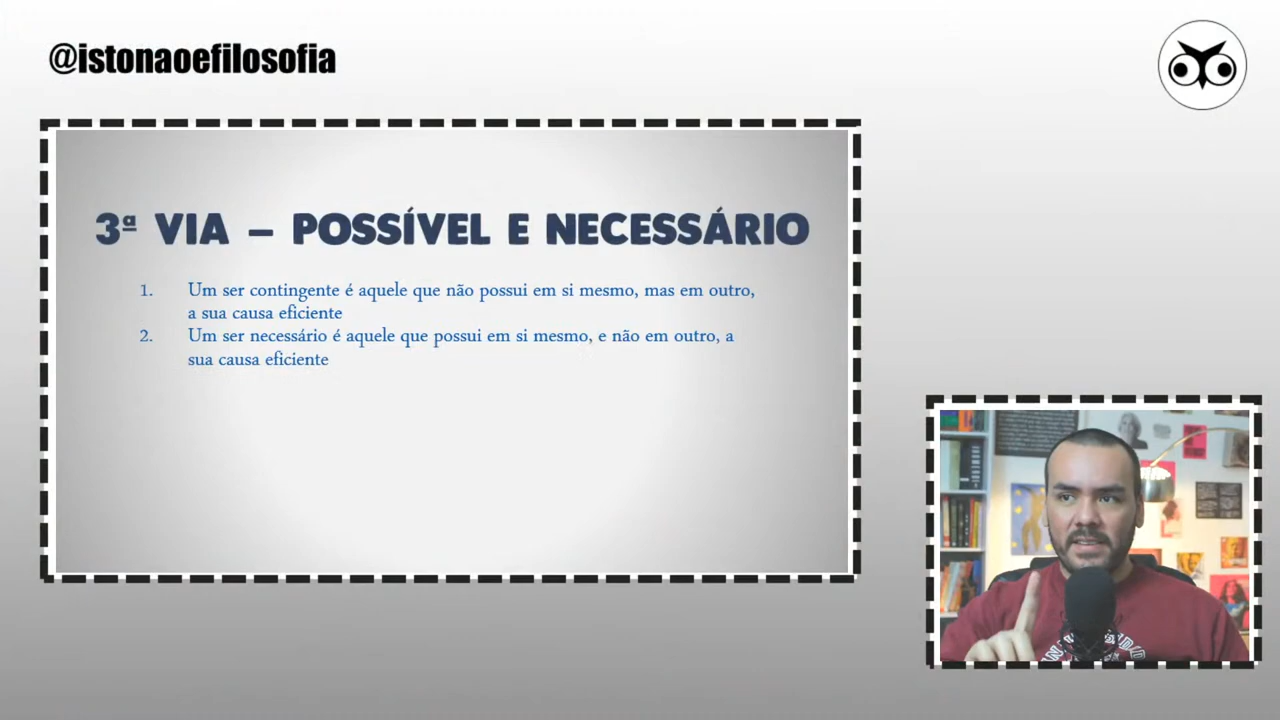 @istonaoefilosofia
3ª VIA – POSSÍVEL E NECESSÁRIO
1. Um ser contingente é aquele que não possui em si mesmo, mas em outro,
a sua causa eficiente
2. Um ser necessário é aquele que possui em si mesmo, e não em outro, a
sua causa eficiente